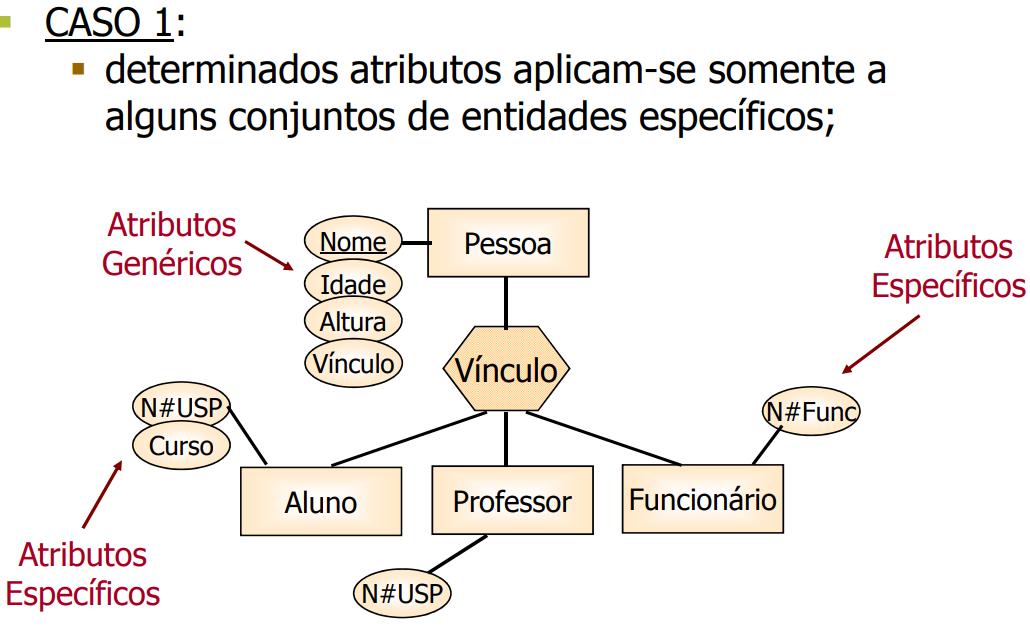 CASO 1:
determinados atributos aplicam-se somente a
alguns conjuntos de entidades específicos;
Atributos
Genéricos
Nome
Idade
Altura
Vínculo
Pessoa
Atributos
Específicos
Vínculo
N#USP
Curso
N#Func
Aluno
Professor
Funcionário
Atributos
Específicos
N#USP